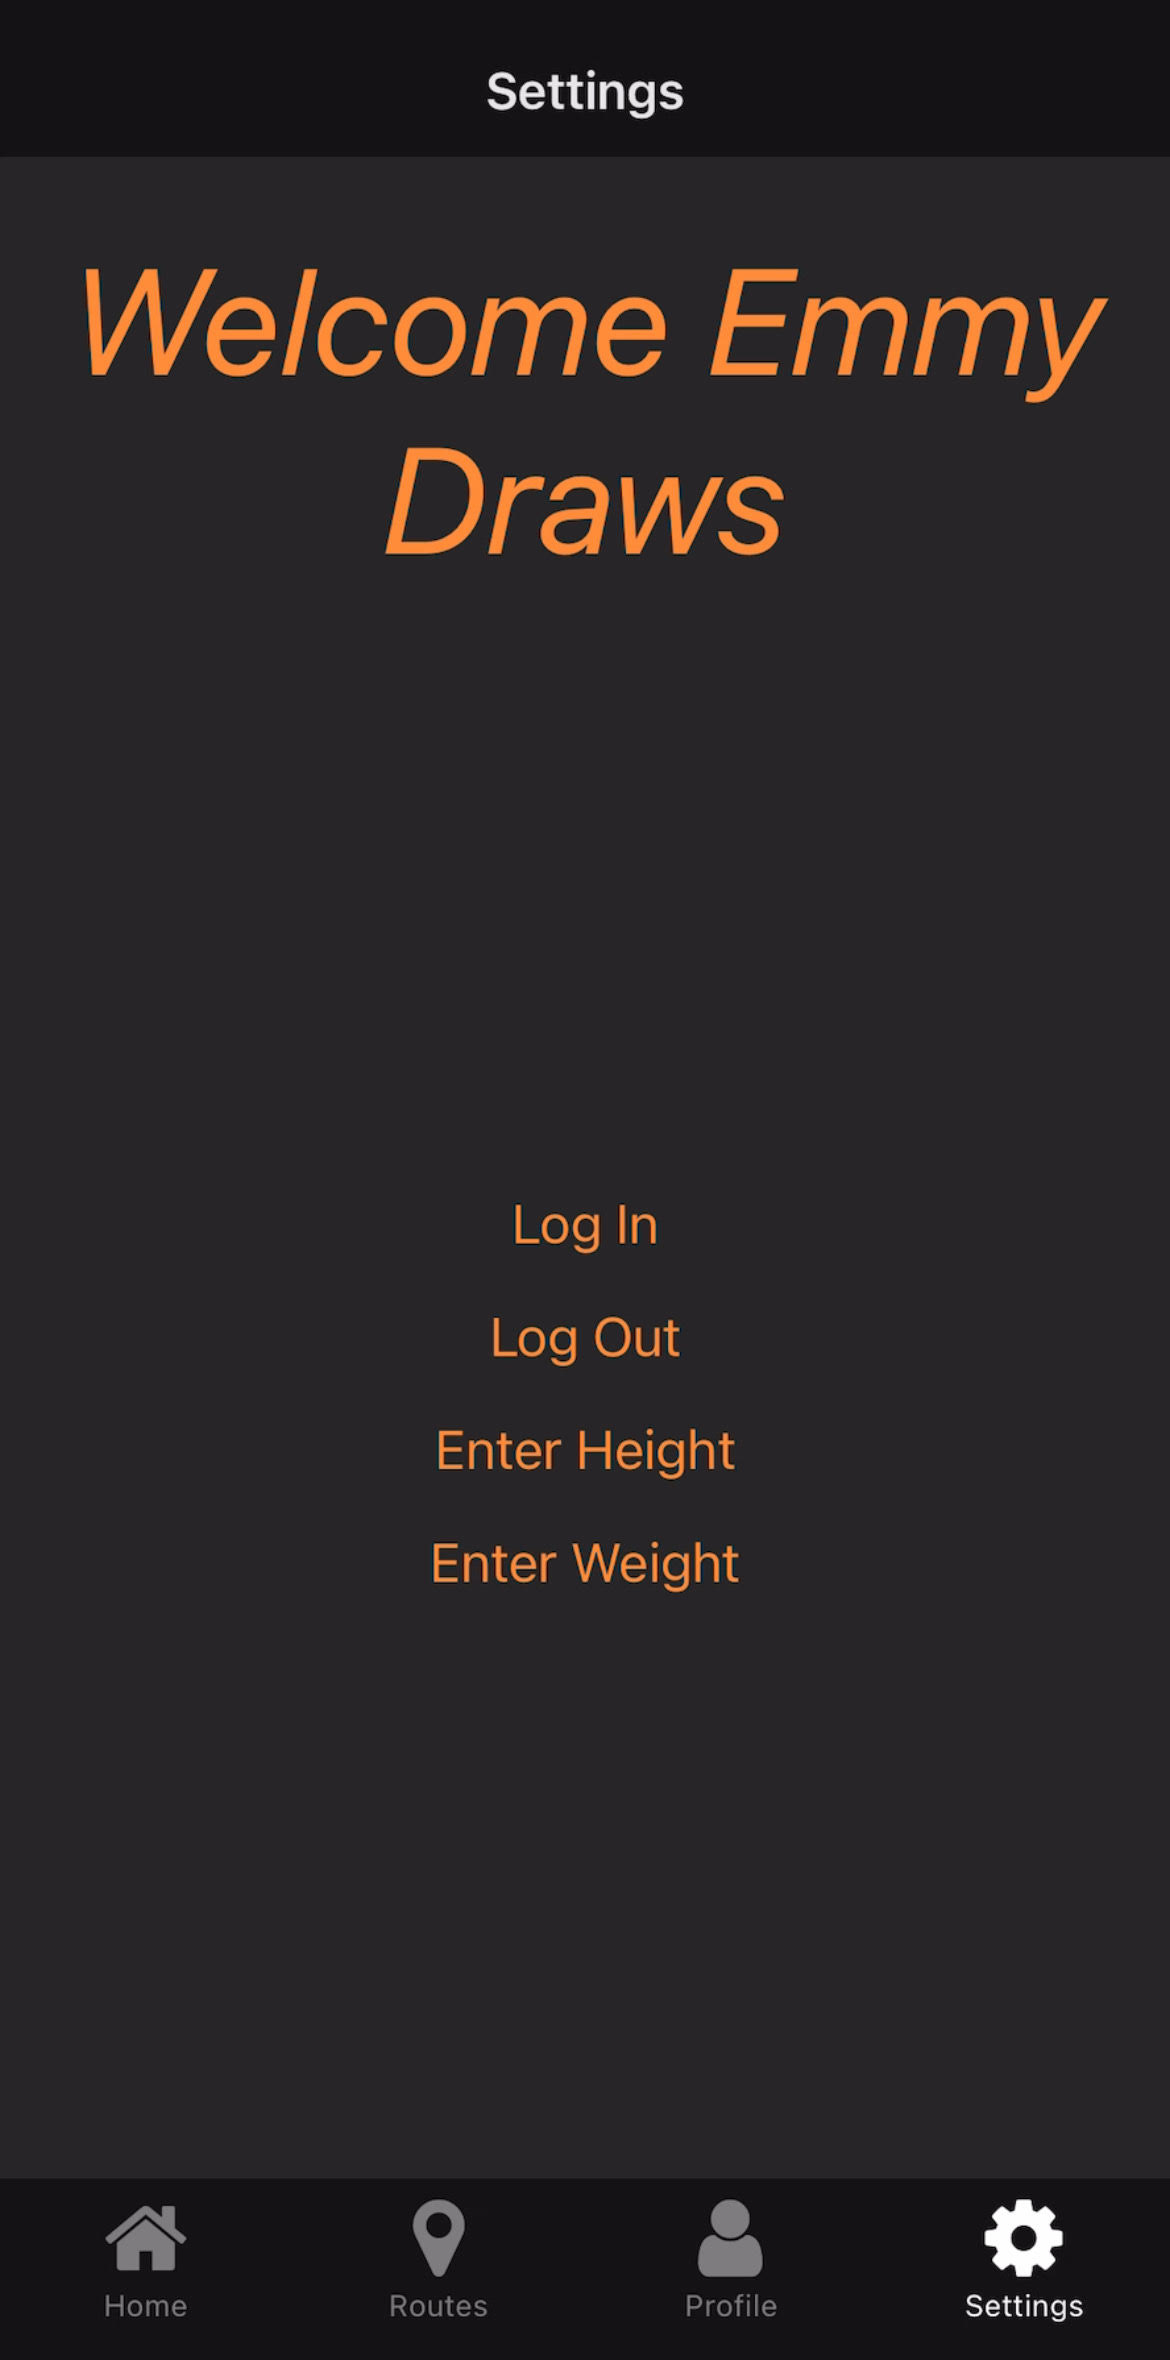 Settings
Welcome Emmy
Draws
Log In
Log Out
Enter Height
Enter Weight
Home
Routes
Profile
Settings